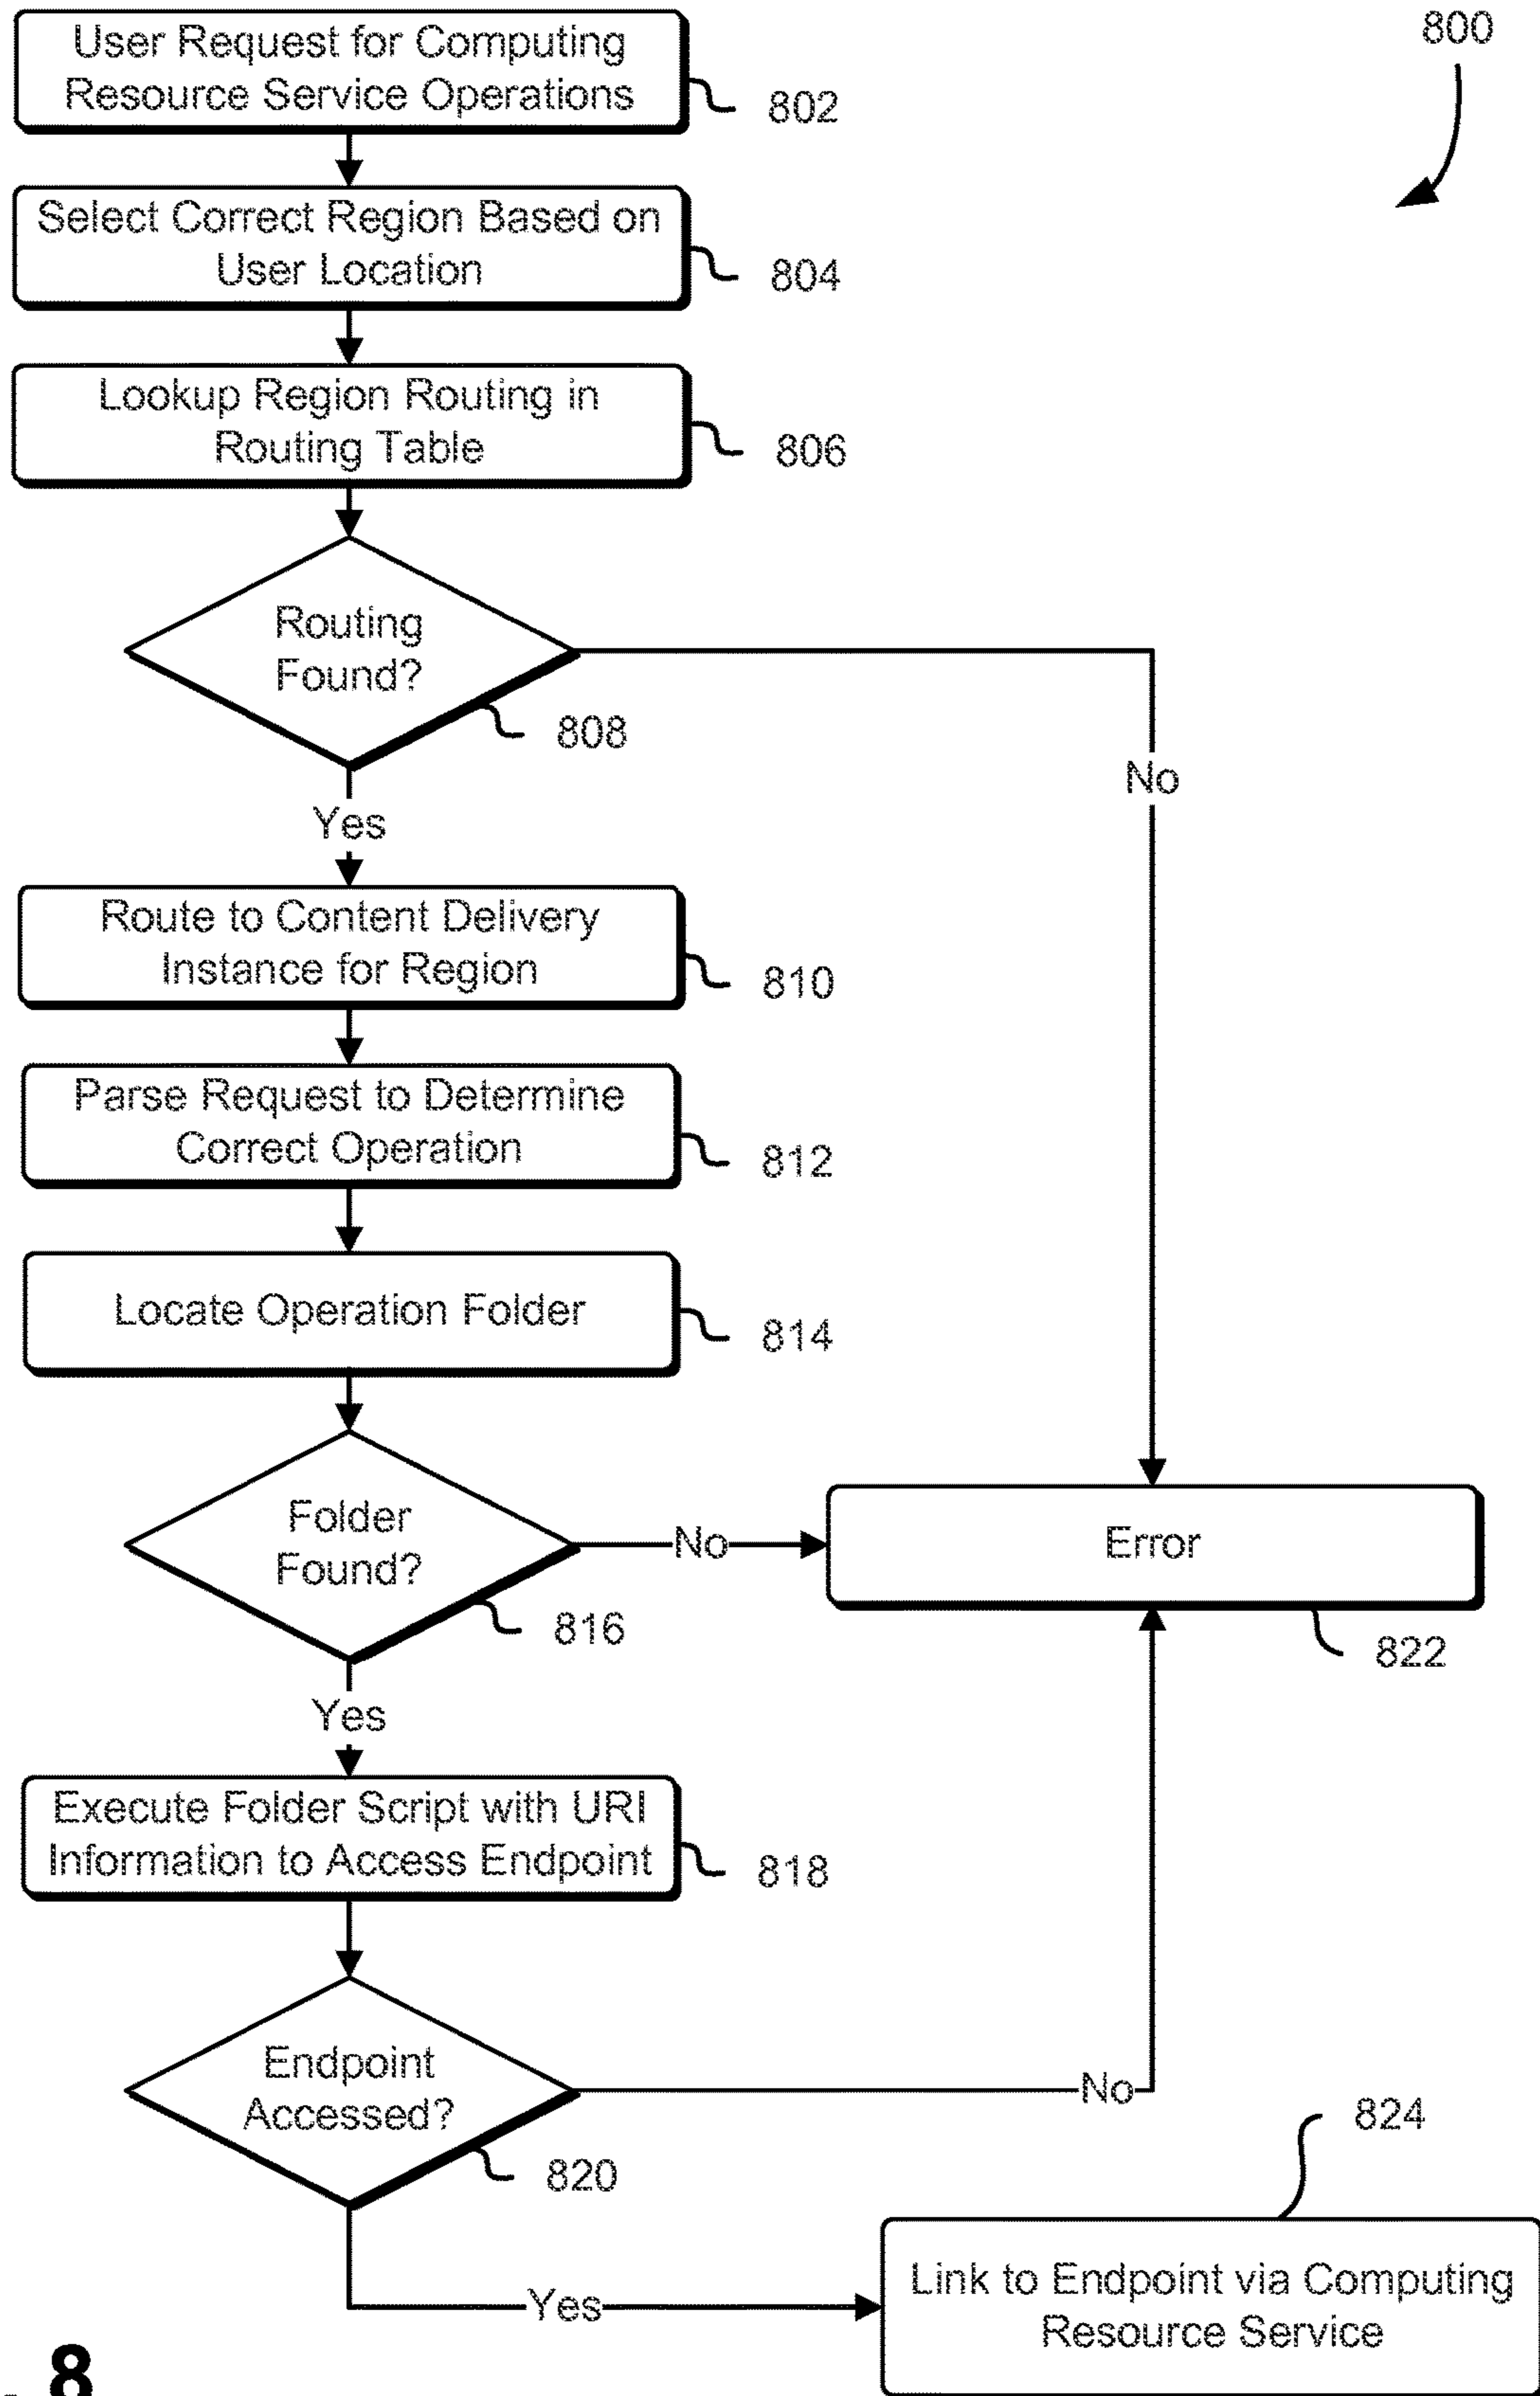 800
User Request for Computing
Resource Service Operations
802
Select Correct Region Based on
User Location
804
Lookup Region Routing in
Routing Table
806
Routing
Found?
808
No
Yes
Route to Content Delivery
Instance for Region
810
Parse Request to Determine
Correct Operation
812
Locate Operation Folder
814
Folder
Found?
816
No
Error
822
Yes
Execute Folder Script with URI
Information to Access Endpoint
818
Endpoint
Accessed?
820
No
824
Yes
Link to Endpoint via Computing
Resource Service
8